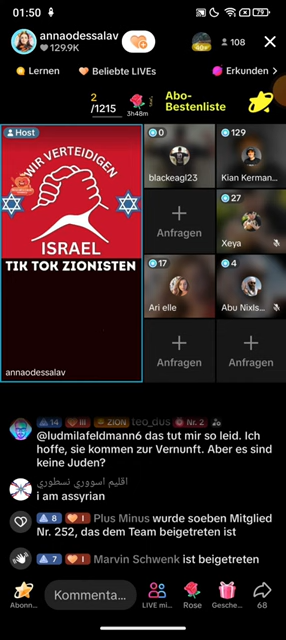 01:50
79
annaodessalav
129.9K
108
Lernen
Beliebte LIVEs
Erkunden
2
/1215
3h48m
Abo-
Bestenliste
Host
WIR VERTEIDIGEN
ISRAEL
TIK TOK ZIONISTEN
annaodessalav
0
blackeagl23
129
Kian Kerman...
Anfragen
27
Xeya
17
Ari elle
4
Abu Nixls...
Anfragen
Anfragen
14 III ZION teo_dus Nr. 2
@ludmilafeldmann6 das tut mir so leid. Ich
hoffe, sie kommen zur Vernunft. Aber es sind
keine Juden?
اقليم اسووري نسطوري
i am assyrian
8 I Plus Minus wurde soeben Mitglied
Nr. 252, das dem Team beigetreten ist
7 I Marvin Schwenk ist beigetreten
Abonn...
Kommenta...
LIVE mi...
Rose
Gesche...
68